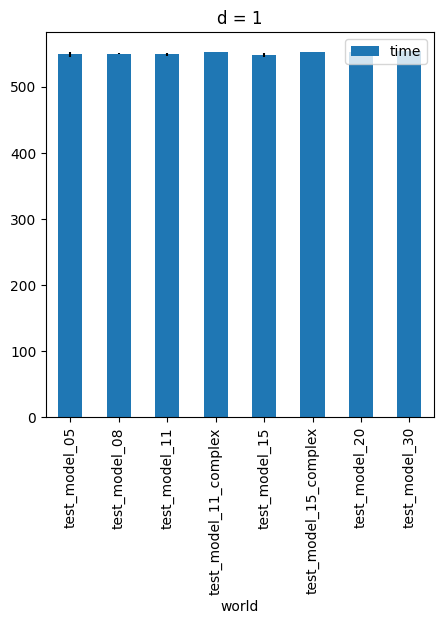 d = 1
time
500
400
300
200
100
0
test_model_05
test_model_08
test_model_11
test_model_11_complex
test_model_15
test_model_15_complex
test_model_20
test_model_30
world